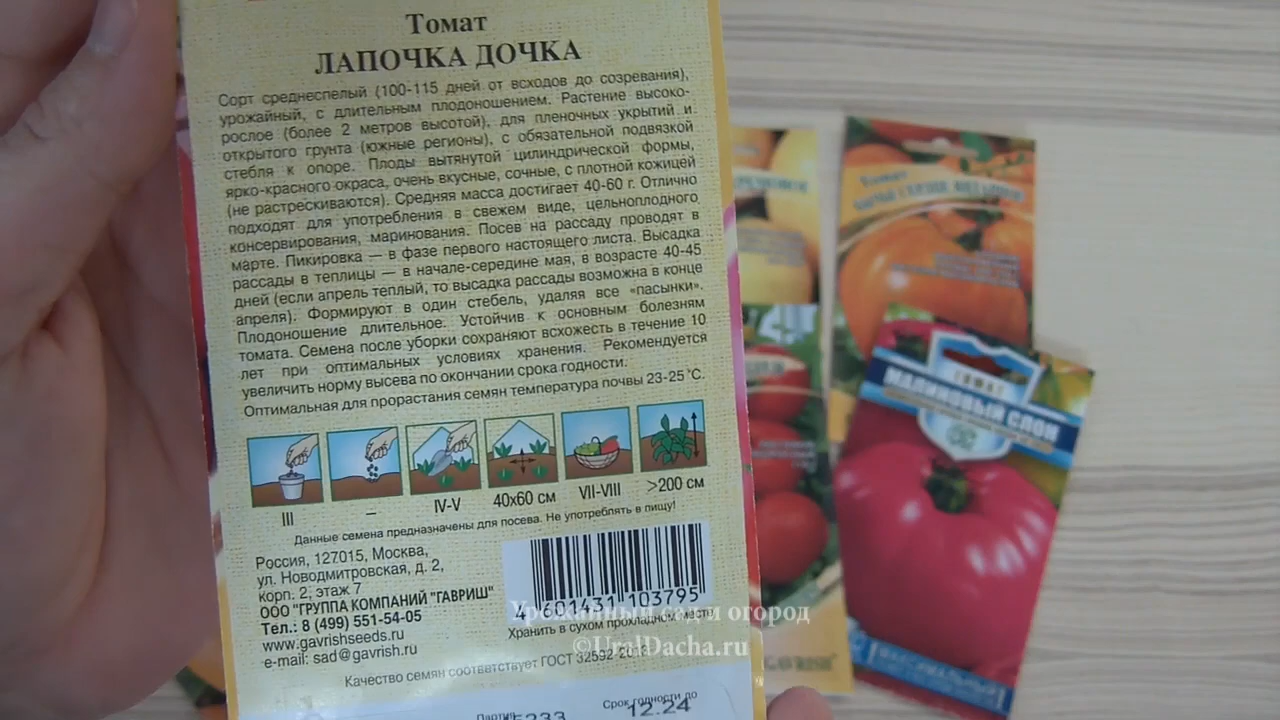 Томат
ЛАПОЧКА ДОЧКА
Сорт среднеспелый (100-115 дней от всходов до созревания),
урожайный, с длительным плодоношением. Растение высоко-
рослое (более 2 метров высотой), для пленочных укрытий и
открытого грунта (южные регионы), с обязательной подвязкой
стебля к опоре. Плоды вытянутой цилиндрической формы,
ярко-красного окраса, очень вкусные, сочные, с плотной кожицей
(не растрескиваются). Средняя масса достигает 40-60 г. Отлично
подходят для употребления в свежем виде, цельноплодного
консервирования, маринования. Посев на рассаду проводят в
марте. Пикировка — в фазе первого настоящего листа. Высадка
рассады в теплицы — в начале-середине мая, в возрасте 40-45
дней (если апрель теплый, то высадка рассады возможна в конце
апреля). Формируют в один стебель, удаляя все «пасынки».
Плодоношение длительное. Устойчив к основным болезням
томата. Семена после уборки сохраняют всхожесть в течение 10
лет при оптимальных условиях хранения. Рекомендуется
увеличить норму высева по окончании срока годности.
Оптимальная для прорастания семян температура почвы 23-25 °С.
III – IV-V 40х60 см VII-VIII >200 см
Данные семена предназначены для посева. Не употреблять в пищу!
Россия, 127015, Москва,
ул. Новодмитровская, д. 2,
корп. 2, этаж 7
ООО "ГРУППА КОМПАНИЙ "ГАВРИШ"
Тел.: 8 (499) 551-54-05
www.gavrishseeds.ru
e-mail: sad@gavrish.ru
4 601431 103795
Хранить в сухом прохладном месте
Качество семян соответствует ГОСТ 32592-201
Партия
233
Срок годности до
12.24
Урожайный сад и огород
©UralDacha.ru
Томат
ТОМАТ
МАЛИНОВЫЙ СЛОН
GAVRISH